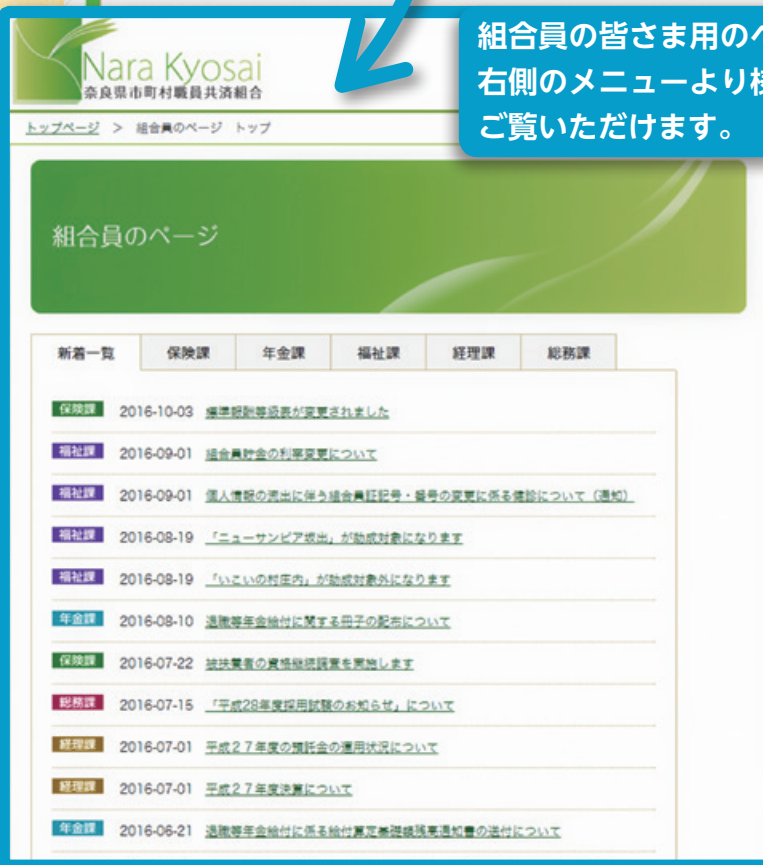 組合員の皆さま用のペ
右側のメニューより
ご覧いただけます。
Nara Kyosai
奈良県市町村職員共済組合
トップページ > 組合員のページ トップ
組合員のページ
新着一覧 保険課 年金課 福祉課 経理課 総務課
保険課 2016-10-03 標準報酬等級表が変更されました
福祉課 2016-09-01 組合員貯金の利率変更について
福祉課 2016-09-01 個人情報の流出に伴う組合員証記号・番号の変更に係る健診について（通知）
福祉課 2016-08-19 「ニューサンピア坂出」が助成対象になります
福祉課 2016-08-19 「いこいの村庄内」が助成対象外になります
年金課 2016-08-10 退職等年金給付に関する冊子の配布について
保険課 2016-07-22 被扶養者の資格継続調査を実施します
総務課 2016-07-15 「平成28年度採用試験のお知らせ」について
経理課 2016-07-01 平成27年度の預託金の運用状況について
経理課 2016-07-01 平成27年度決算について
年金課 2016-06-21 退職等年金給付に係る給付算定基礎額残高通知書の送付について